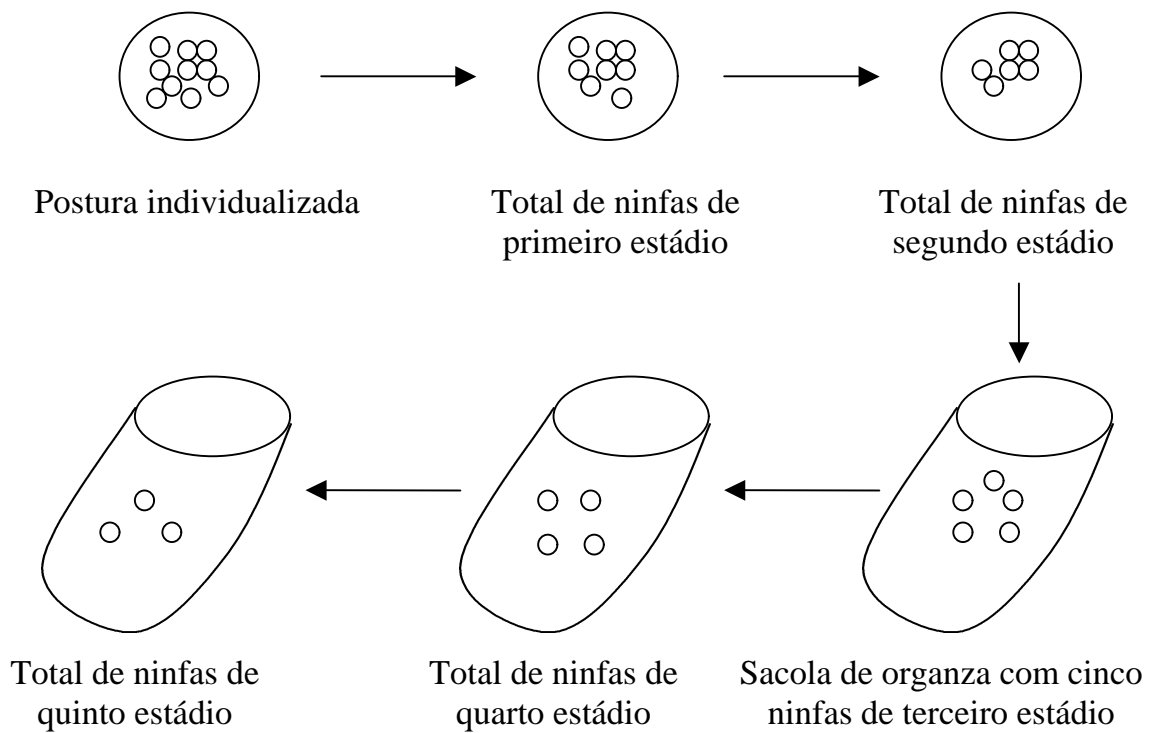 Postura individualizada
Total de ninfas de
primeiro estádio
Total de ninfas de
segundo estádio
Total de ninfas de
quinto estádio
Total de ninfas de
quarto estádio
Sacola de organza com cinco
ninfas de terceiro estádio